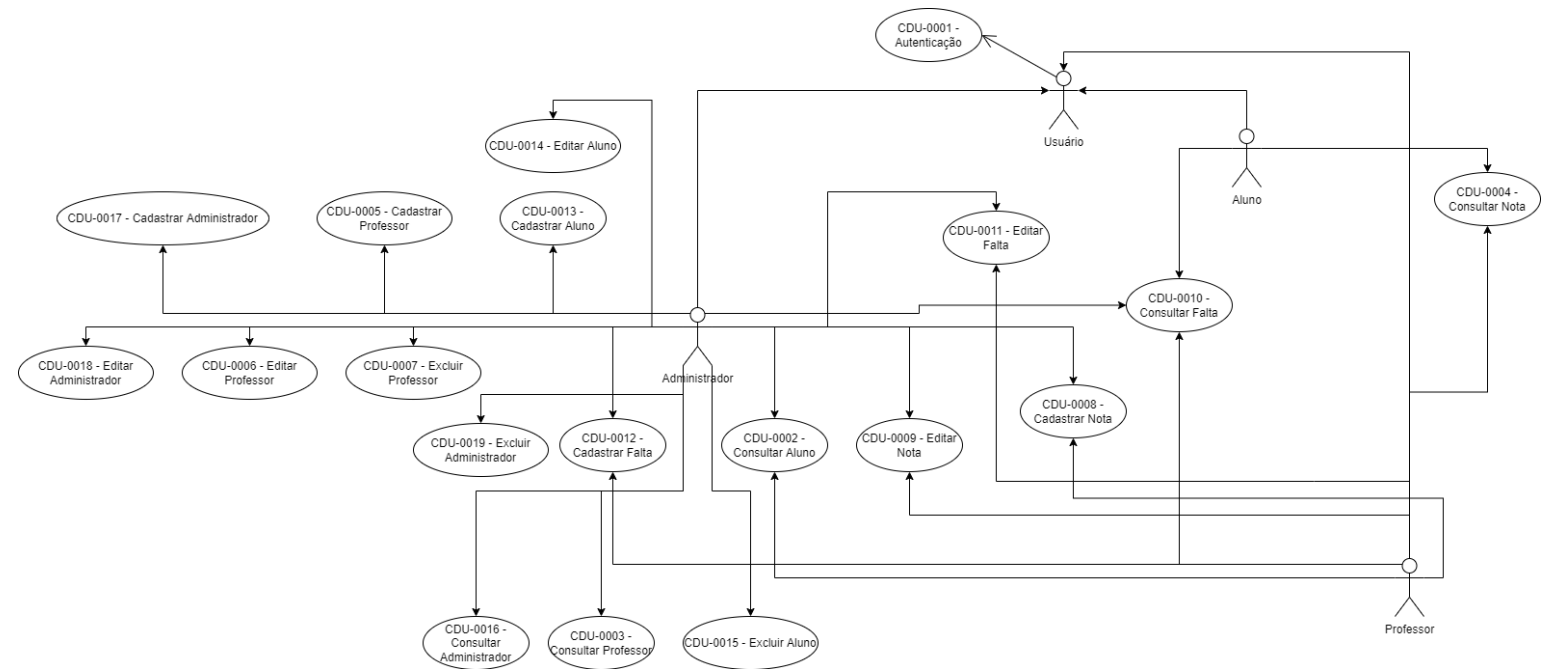 CDU-0001 -
Autenticação
Usuário
CDU-0014 - Editar Aluno
Aluno
CDU-0004 -
Consultar Nota
CDU-0017 - Cadastrar Administrador
CDU-0005 - Cadastrar
Professor
CDU-0013 -
Cadastrar Aluno
CDU-0011 - Editar
Falta
CDU-0010 -
Consultar Falta
CDU-0018 - Editar
Administrador
CDU-0006 - Editar
Professor
CDU-0007 - Excluir
Professor
Administrador
CDU-0008 -
Cadastrar Nota
CDU-0019 - Excluir
Administrador
CDU-0012 -
Cadastrar Falta
CDU-0002 -
Consultar Aluno
CDU-0009 - Editar
Nota
CDU-0016 -
Consultar
Administrador
CDU-0003 -
Consultar Professor
CDU-0015 - Excluir Aluno
Professor